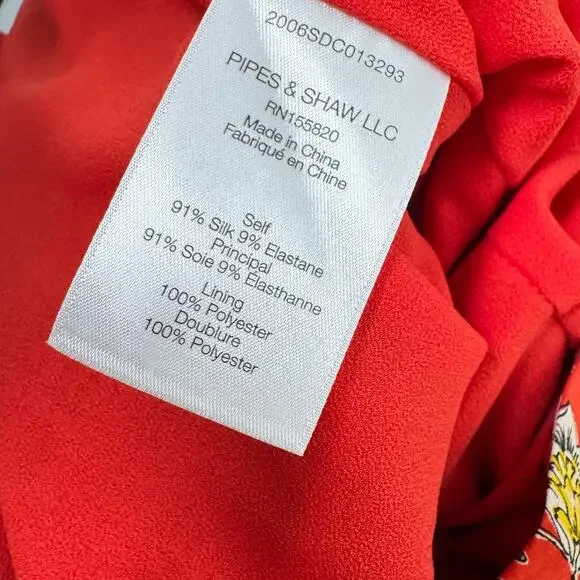 2006SDC013293
PIPES & SHAW LLC
RN155820
Made in China
Fabriqué en Chine
Self
91% Silk 9% Elastane
Principal
91% Soie 9% Élasthanne
Lining
100% Polyester
Doublure
100% Polyester